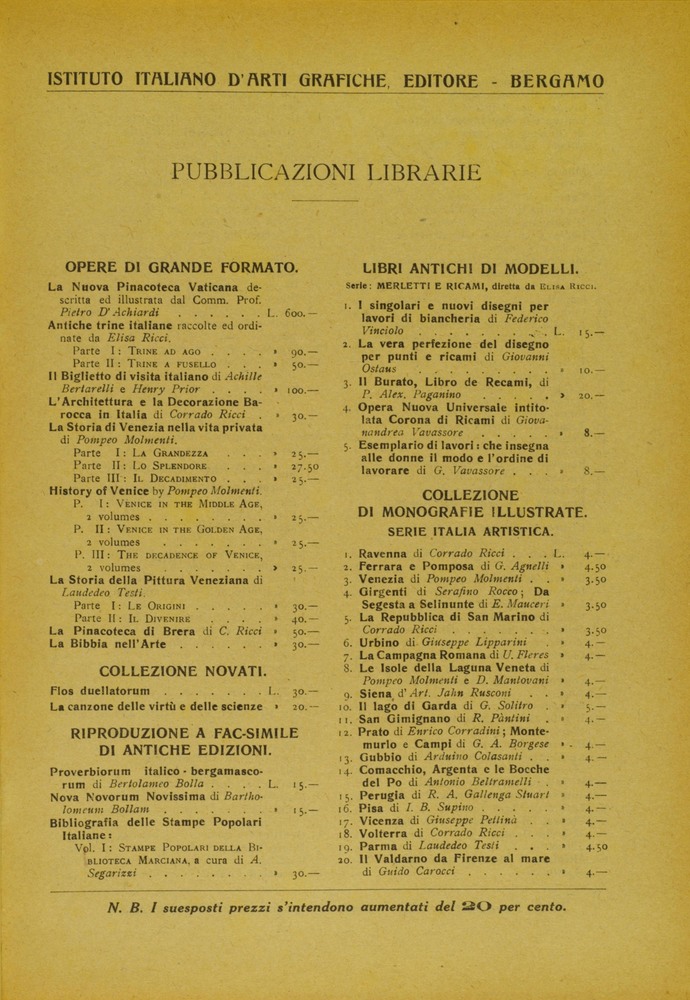 ISTITUTO ITALIANO D'ARTI GRAFICHE, EDITORE - BERGAMO
PUBBLICAZIONI LIBRARIE
OPERE DI GRANDE FORMATO.
La Nuova Pinacoteca Vaticana de-
scritta ed illustrata dal Comm. Prof.
Pietro D'Achiardi . . . . . . L. 600.—
Antiche trine italiane raccolte ed ordi-
nate da Elisa Ricci.
Parte I: TRINE AD AGO . . . . » 90.—
Parte II: TRINE A FUSELLO . . . » 50.—
Il Biglietto di visita italiano di Achille
Bertarelli e Henry Prior . . . . » 100.—
L'Architettura e la Decorazione Ba-
rocca in Italia di Corrado Ricci . » 30.—
La Storia di Venezia nella vita privata
di Pompeo Molmenti.
Parte I: LA GRANDEZZA . . » 25.—
Parte II: LO SPLENDORE . . . » 27.50
Parte III: IL DECADIMENTO . . . » 25.—
History of Venice by Pompeo Molmenti.
P. I: VENICE IN THE MIDDLE AGE,
2 volumes . . . . . . . . » 25.—
P. II: VENICE IN THE GOLDEN AGE,
2 volumes . . . . . . » 25.—
P. III: THE DECADENCE OF VENICE,
2 volumes . . . . . . » 25.—
La Storia della Pittura Veneziana di
Laudedeo Testi.
Parte I: LE ORIGINI . . . . . » 30.—
Parte II: IL DIVENIRE . . . . » 40.—
La Pinacoteca di Brera di C. Ricci » 50.—
La Bibbia nell'Arte . . . . . . » 30.—
COLLEZIONE NOVATI.
Flos duellatorum . . . . . . . L. 30.—
La canzone delle virtù e delle scienze » 20.—
RIPRODUZIONE A FAC-SIMILE
DI ANTICHE EDIZIONI.
Proverbiorum italico-bergamasco-
rum di Bertolameo Bolla . . . . L. 15.—
Nova Novorum Novissima di Bartho-
lomeum Bollam . . . . . . . » 15.—
Bibliografia delle Stampe Popolari
Italiane:
Vol. I: STAMPE POPOLARI DELLA BI-
BLIOTECA MARCIANA, a cura di A.
Segarizzi . . . . . . . . » 30.—
LIBRI ANTICHI DI MODELLI.
Serie: MERLETTI E RICAMI, diretta da ELISA RICCI.
1. I singolari e nuovi disegni per
lavori di biancheria di Federico
Vinciolo . . . . . . . . L. 15.—
2. La vera perfezione del disegno
per punti e ricami di Giovanni
Ostaus . . . . . . . . » 10.—
3. Il Burato, Libro de Recami, di
P. Alex. Paganino . . . . . » 20.—
4. Opera Nuova Universale intito-
lata Corona di Ricami di Giova-
nandrea Vavassore . . . . . » 8.—
5. Esemplario di lavori: che insegna
alle donne il modo e l'ordine di
lavorare di G. Vavassore . . . » 8.—
COLLEZIONE
DI MONOGRAFIE ILLUSTRATE.
SERIE ITALIA ARTISTICA.
1. Ravenna di Corrado Ricci . . . L. 4.—
2. Ferrara e Pomposa di G. Agnelli » 4.50
3. Venezia di Pompeo Molmenti . . » 3.50
4. Girgenti di Serafino Rocco; Da
Segesta a Selinunte di E. Mauceri » 3.50
5. La Repubblica di San Marino di
Corrado Ricci . . . . . . . » 3.50
6. Urbino di Giuseppe Lipparini . . » 4.—
7. La Campagna Romana di U. Fleres » 4.—
8. Le Isole della Laguna Veneta di
Pompeo Molmenti e D. Mantovani » 4.—
9. Siena d'Art. Jahn Rusconi . . » 4.—
10. Il lago di Garda di G. Solitro . » 5.—
11. San Gimignano di R. Pàntini . » 4.—
12. Prato di Enrico Corradini; Monte-
murlo e Campi di G. A. Borgese » 4.—
13. Gubbio di Arduino Colasanti . . » 4.—
14. Comacchio, Argenta e le Bocche
del Po di Antonio Beltramelli . » 4.—
15. Perugia di R. A. Gallenga Stuart » 4.—
16. Pisa di I. B. Supino . . . . . » 4.—
17. Vicenza di Giuseppe Pettinà . . » 4.—
18. Volterra di Corrado Ricci . . . » 4.—
19. Parma di Laudedeo Testi . . . » 4.50
20. Il Valdarno da Firenze al mare
di Guido Carocci . . . . . . » 4.—
N. B. I suesposti prezzi s'intendono aumentati del 20 per cento.